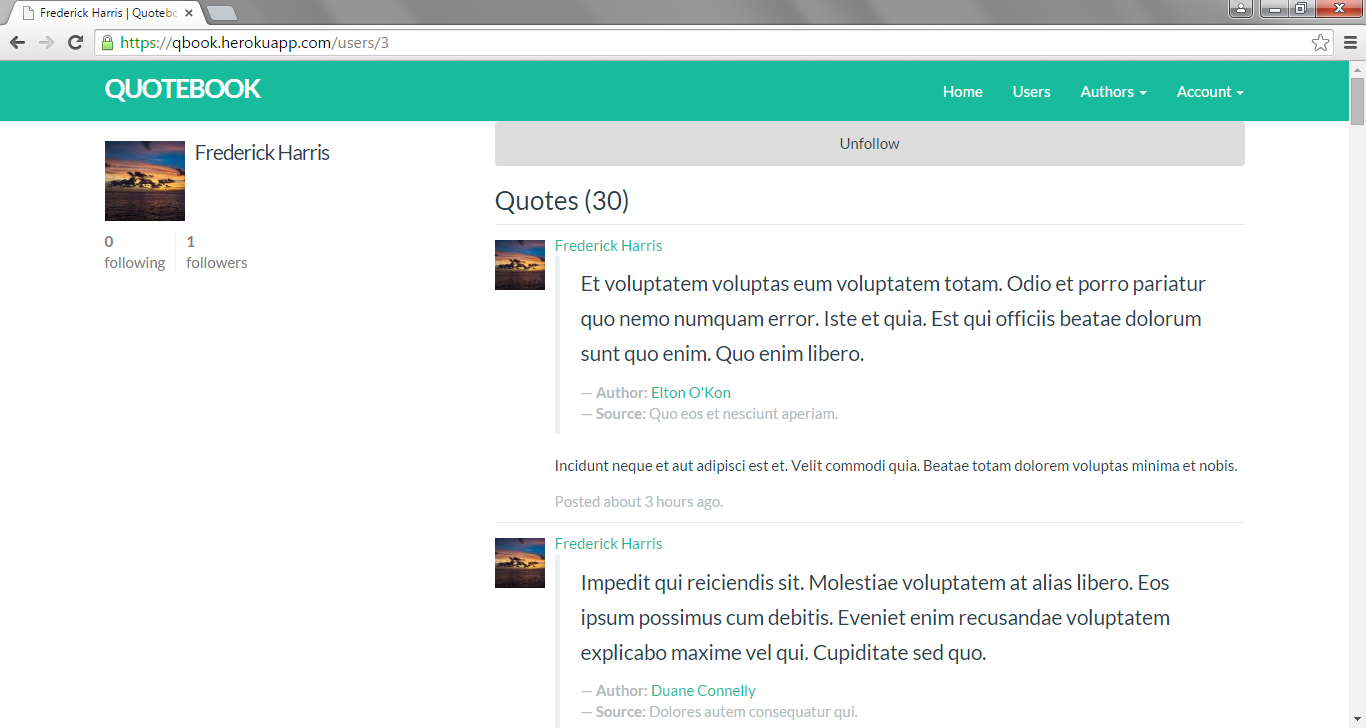 Frederick Harris | Quotebo
https://qbook.herokuapp.com/users/3
QUOTEBOOK
Home Users Authors Account
Frederick Harris
0
following
1
followers
Unfollow
Quotes (30)
Frederick Harris
Et voluptatem voluptas eum voluptatem totam. Odio et porro pariatur
quo nemo numquam error. Iste et quia. Est qui officiis beatae dolorum
sunt quo enim. Quo enim libero.
— Author: Elton O'Kon
— Source: Quo eos et nesciunt aperiam.
Incidunt neque et aut adipisci est et. Velit commodi quia. Beatae totam dolorem voluptas minima et nobis.
Posted about 3 hours ago.
Frederick Harris
Impedit qui reiciendis sit. Molestiae voluptatem at alias libero. Eos
ipsum possimus cum debitis. Eveniet enim recusandae voluptatem
explicabo maxime vel qui. Cupiditate sed quo.
— Author: Duane Connelly
— Source: Dolores autem consequatur qui.